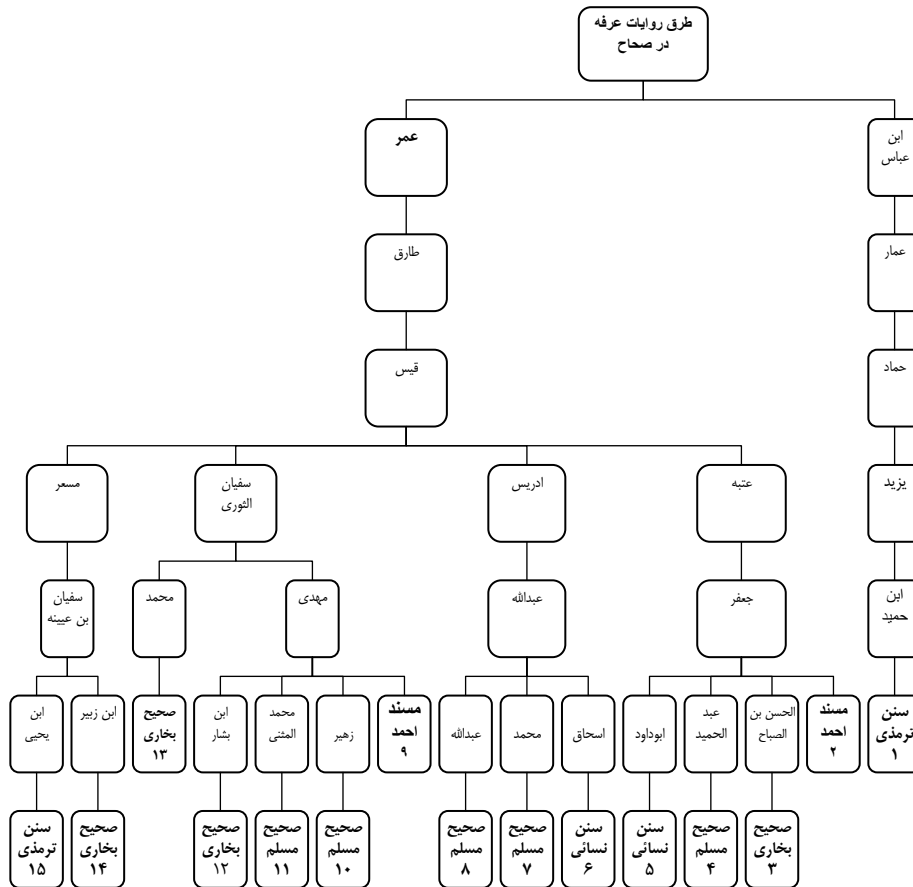 طرق روایات عرفه
در صحاح
ابن
عباس
عمر
عمار
طارق
حماد
قیس
یزید
عتبه
ادریس
سفیان
الثوری
مسعر
ابن
حمید
جعفر
عبدالله
مهدی
محمد
سفیان
بن عیینه
سنن
ترمذی
۱
مسند
احمد
۲
الحسن بن
الصباح
عبد
الحمید
ابوداود
اسحاق
محمد
عبدالله
مسند
احمد
۹
زهیر
محمد
المثنی
ابن
بشار
صحیح
بخاری
۱۳
ابن زبیر
ابن
یحیی
صحیح
بخاری
۳
صحیح
مسلم
۴
سنن
نسائی
۵
سنن
نسائی
۶
صحیح
مسلم
۷
صحیح
مسلم
۸
صحیح
مسلم
۱۰
صحیح
مسلم
۱۱
صحیح
بخاری
۱۲
صحیح
بخاری
۱۴
سنن
ترمذی
۱۵